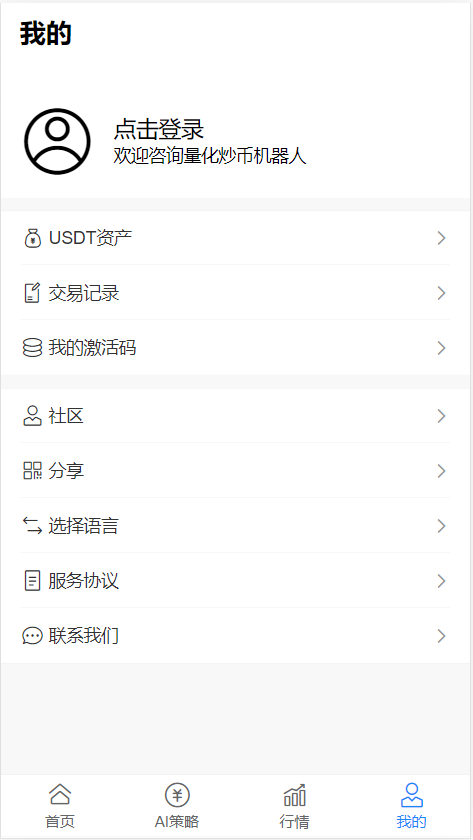 我的
点击登录
欢迎咨询量化炒币机器人
USDT资产
交易记录
我的激活码
社区
分享
选择语言
服务协议
联系我们
首页
AI策略
行情
我的